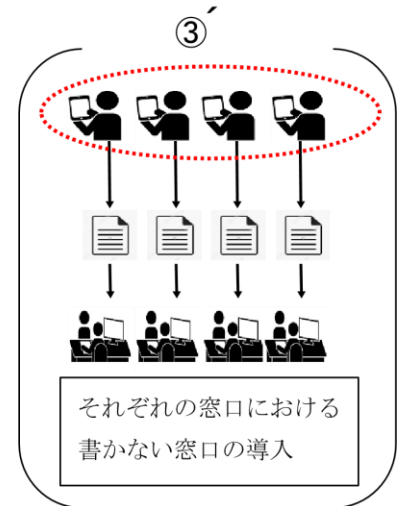 ③´
それぞれの窓口における
書かない窓口の導入